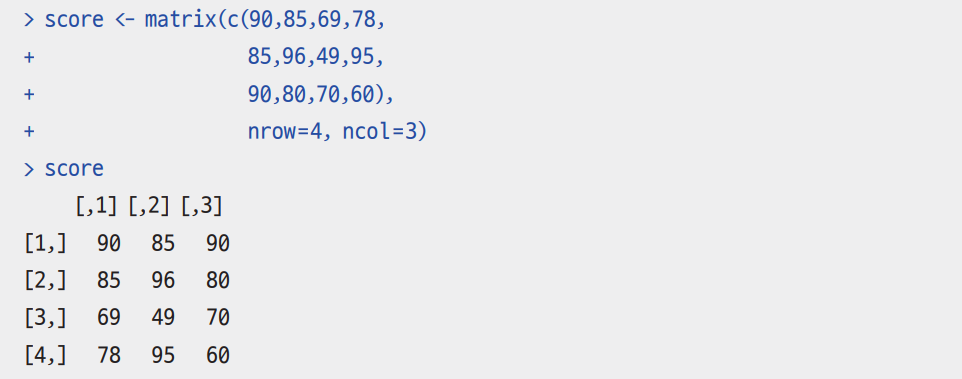 > score <- matrix(c(90,85,69,78,
+ 85,96,49,95,
+ 90,80,70,60),
+ nrow=4, ncol=3)
> score
[,1] [,2] [,3]
[1,] 90 85 90
[2,] 85 96 80
[3,] 69 49 70
[4,] 78 95 60